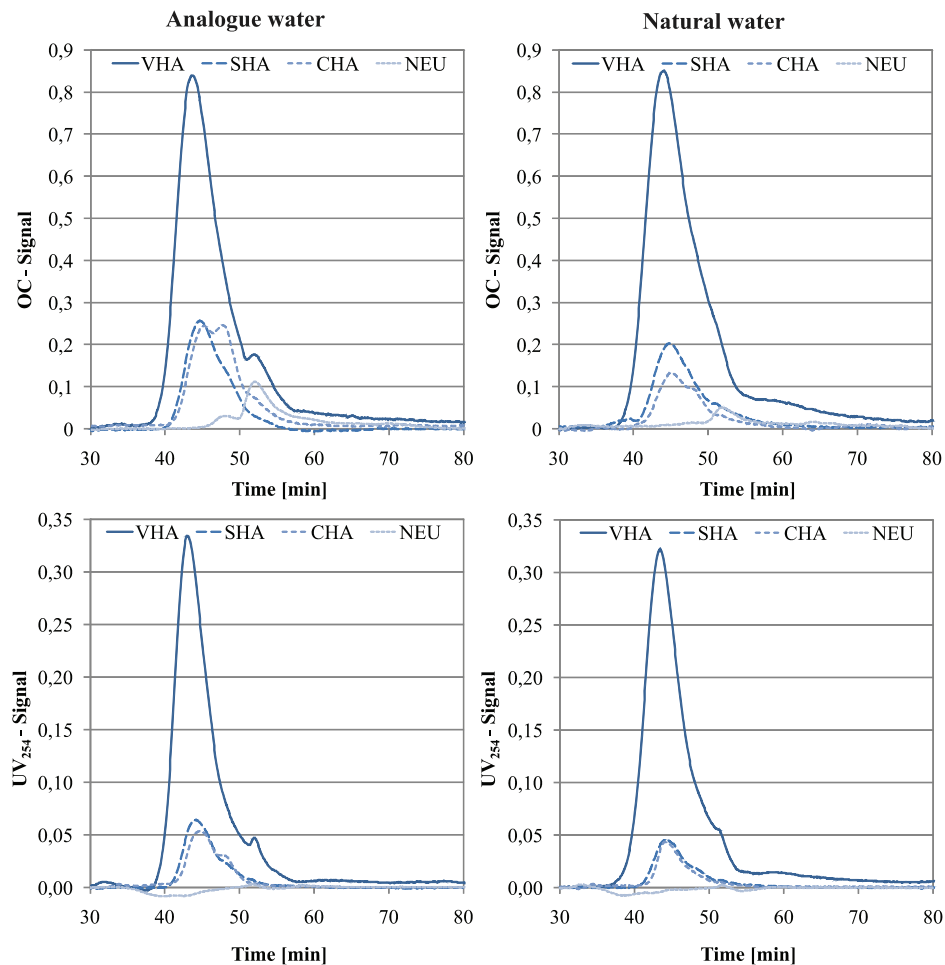 Analogue water
Natural water
0,9
0,8
0,7
0,6
0,5
0,4
0,3
0,2
0,1
0
VHA SHA CHA NEU
OC - Signal
30 40 50 60 70 80
Time [min]
0,9
0,8
0,7
0,6
0,5
0,4
0,3
0,2
0,1
0
VHA SHA CHA NEU
OC - Signal
30 40 50 60 70 80
Time [min]
0,35
0,30
0,25
0,20
0,15
0,10
0,05
0,00
VHA SHA CHA NEU
UV254 - Signal
30 40 50 60 70 80
Time [min]
0,35
0,30
0,25
0,20
0,15
0,10
0,05
0,00
VHA SHA CHA NEU
UV254 - Signal
30 40 50 60 70 80
Time [min]